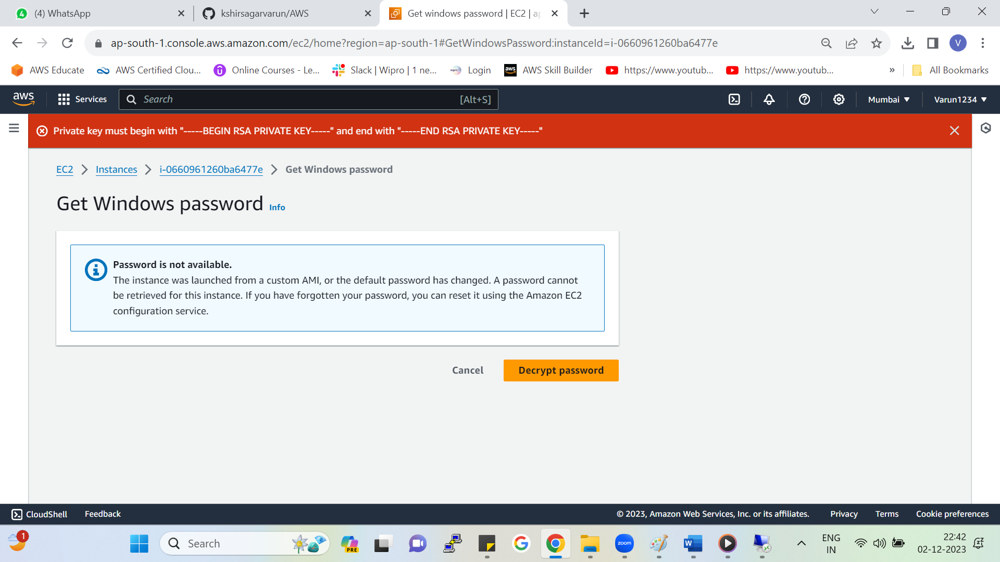 4
(4) WhatsApp
kshirsagarvarun/AWS
Get windows password | EC2 | ap
ap-south-1.console.aws.amazon.com/ec2/home?region=ap-south-1#GetWindowsPassword:instanceId=i-0660961260ba6477e
V
AWS Educate
AWS Certified Clou...
Online Courses - Le...
Slack | Wipro | 1 ne...
Login
aws
AWS Skill Builder
https://www.youtub...
https://www.youtub...
»
All Bookmarks
aws
Services
Search
[Alt+S]
Mumbai
Varun1234
Private key must begin with "-----BEGIN RSA PRIVATE KEY-----" and end with "-----END RSA PRIVATE KEY-----"
EC2
Instances
i-0660961260ba6477e
Get Windows password
Get Windows password Info
Password is not available.
The instance was launched from a custom AMI, or the default password has changed. A password cannot
be retrieved for this instance. If you have forgotten your password, you can reset it using the Amazon EC2
configuration service.
Cancel
Decrypt password
CloudShell
Feedback
© 2023, Amazon Web Services, Inc. or its affiliates.
Privacy
Terms
Cookie preferences
1
Search
PRE
zoom
W
ENG
IN
22:42
02-12-2023